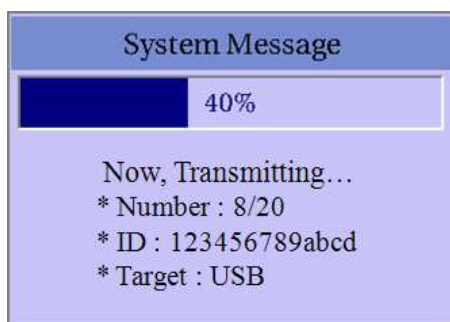 System Message
40%
Now, Transmitting…
* Number : 8/20
* ID : 123456789abcd
* Target : USB